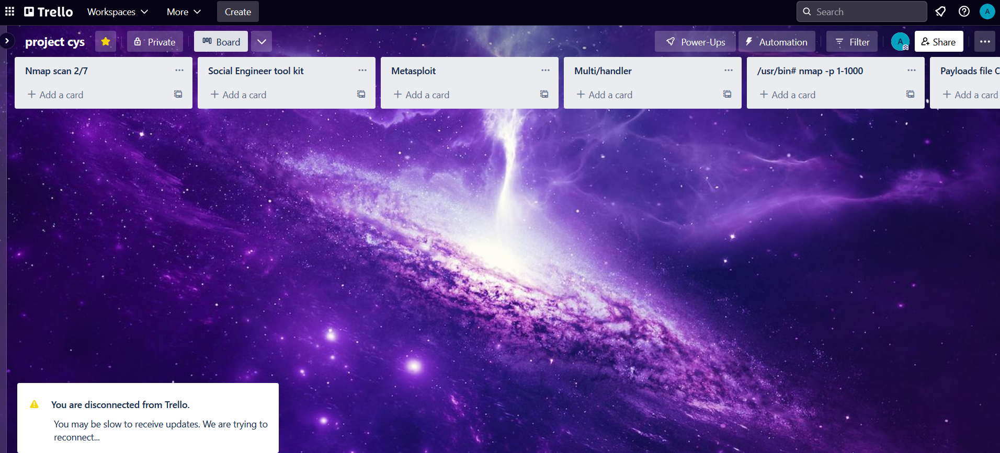 Trello Workspaces More Create Search A
project cys Private Board Power-Ups Automation Filter A Share
Nmap scan 2/7 Social Engineer tool kit Metasploit Multi/handler /usr/bin# nmap -p 1-1000 Payloads file C
Add a card Add a card Add a card Add a card Add a card Add a card
You are disconnected from Trello.
You may be slow to receive updates. We are trying to
reconnect...